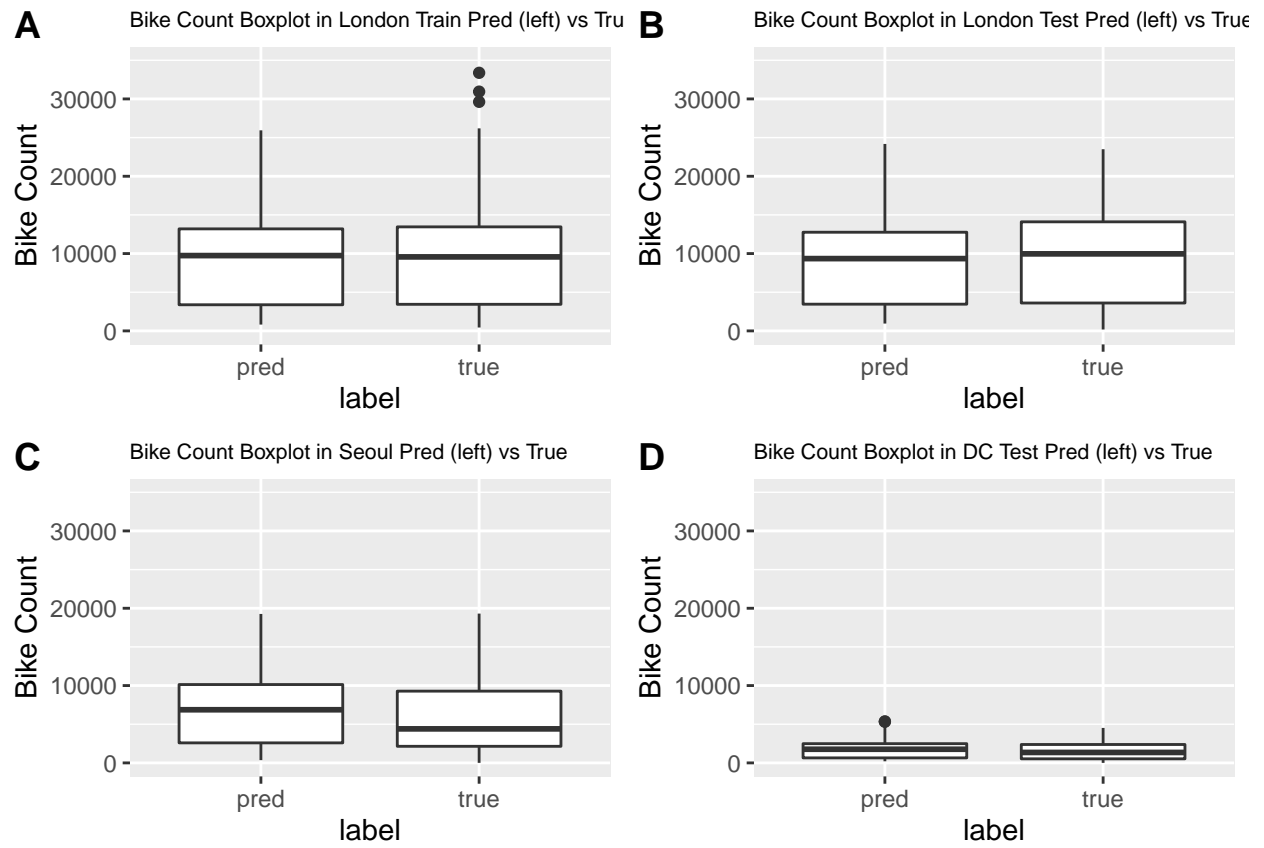 A
Bike Count Boxplot in London Train Pred (left) vs Tru
Bike Count
30000
20000
10000
0
pred
true
label
B
Bike Count Boxplot in London Test Pred (left) vs True
Bike Count
30000
20000
10000
0
pred
true
label
C
Bike Count Boxplot in Seoul Pred (left) vs True
Bike Count
30000
20000
10000
0
pred
true
label
D
Bike Count Boxplot in DC Test Pred (left) vs True
Bike Count
30000
20000
10000
0
pred
true
label